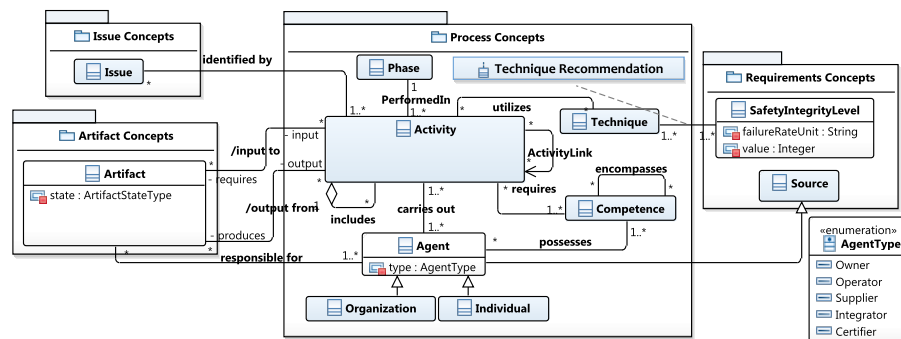 Issue Concepts
Issue
*
identified by
Process Concepts
Phase
1
PerformedIn
1..*
1..*
Technique Recommendation
* utilizes *
Technique
1..*
1..*
Requirements Concepts
SafetyIntegrityLevel
failureRateUnit : String
value : Integer
Source
Artifact Concepts
Artifact
state : ArtifactStateType
*
/input to
- requires
*
- input
- output
*
/output from
- produces
*
Activity
*
ActivityLink
*
1
includes
*
1..*
carries out
1..*
*
requires
1..*
encompasses
*
*
Competence
1..*
possesses
*
*
responsible for
1..*
Agent
type : AgentType
Organization
Individual
«enumeration»
AgentType
Owner
Operator
Supplier
Integrator
Certifier